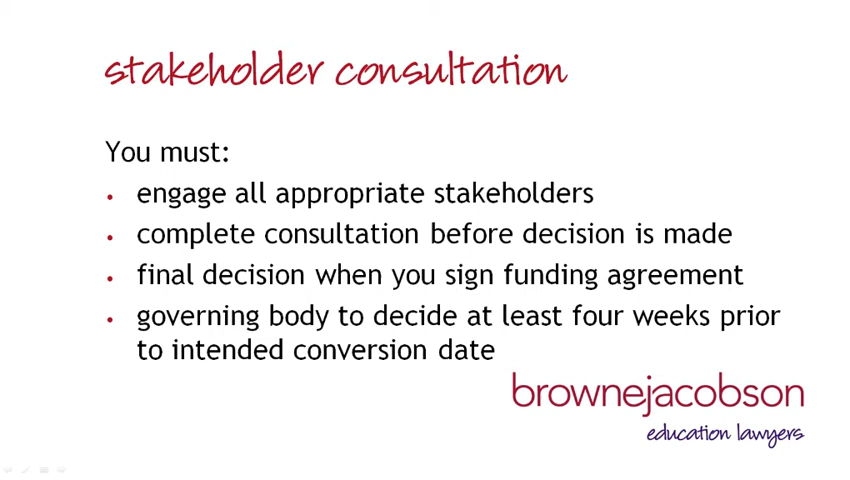 stakeholder consultation
You must:
• engage all appropriate stakeholders
• complete consultation before decision is made
• final decision when you sign funding agreement
• governing body to decide at least four weeks prior
to intended conversion date
brownejacobson
education lawyers